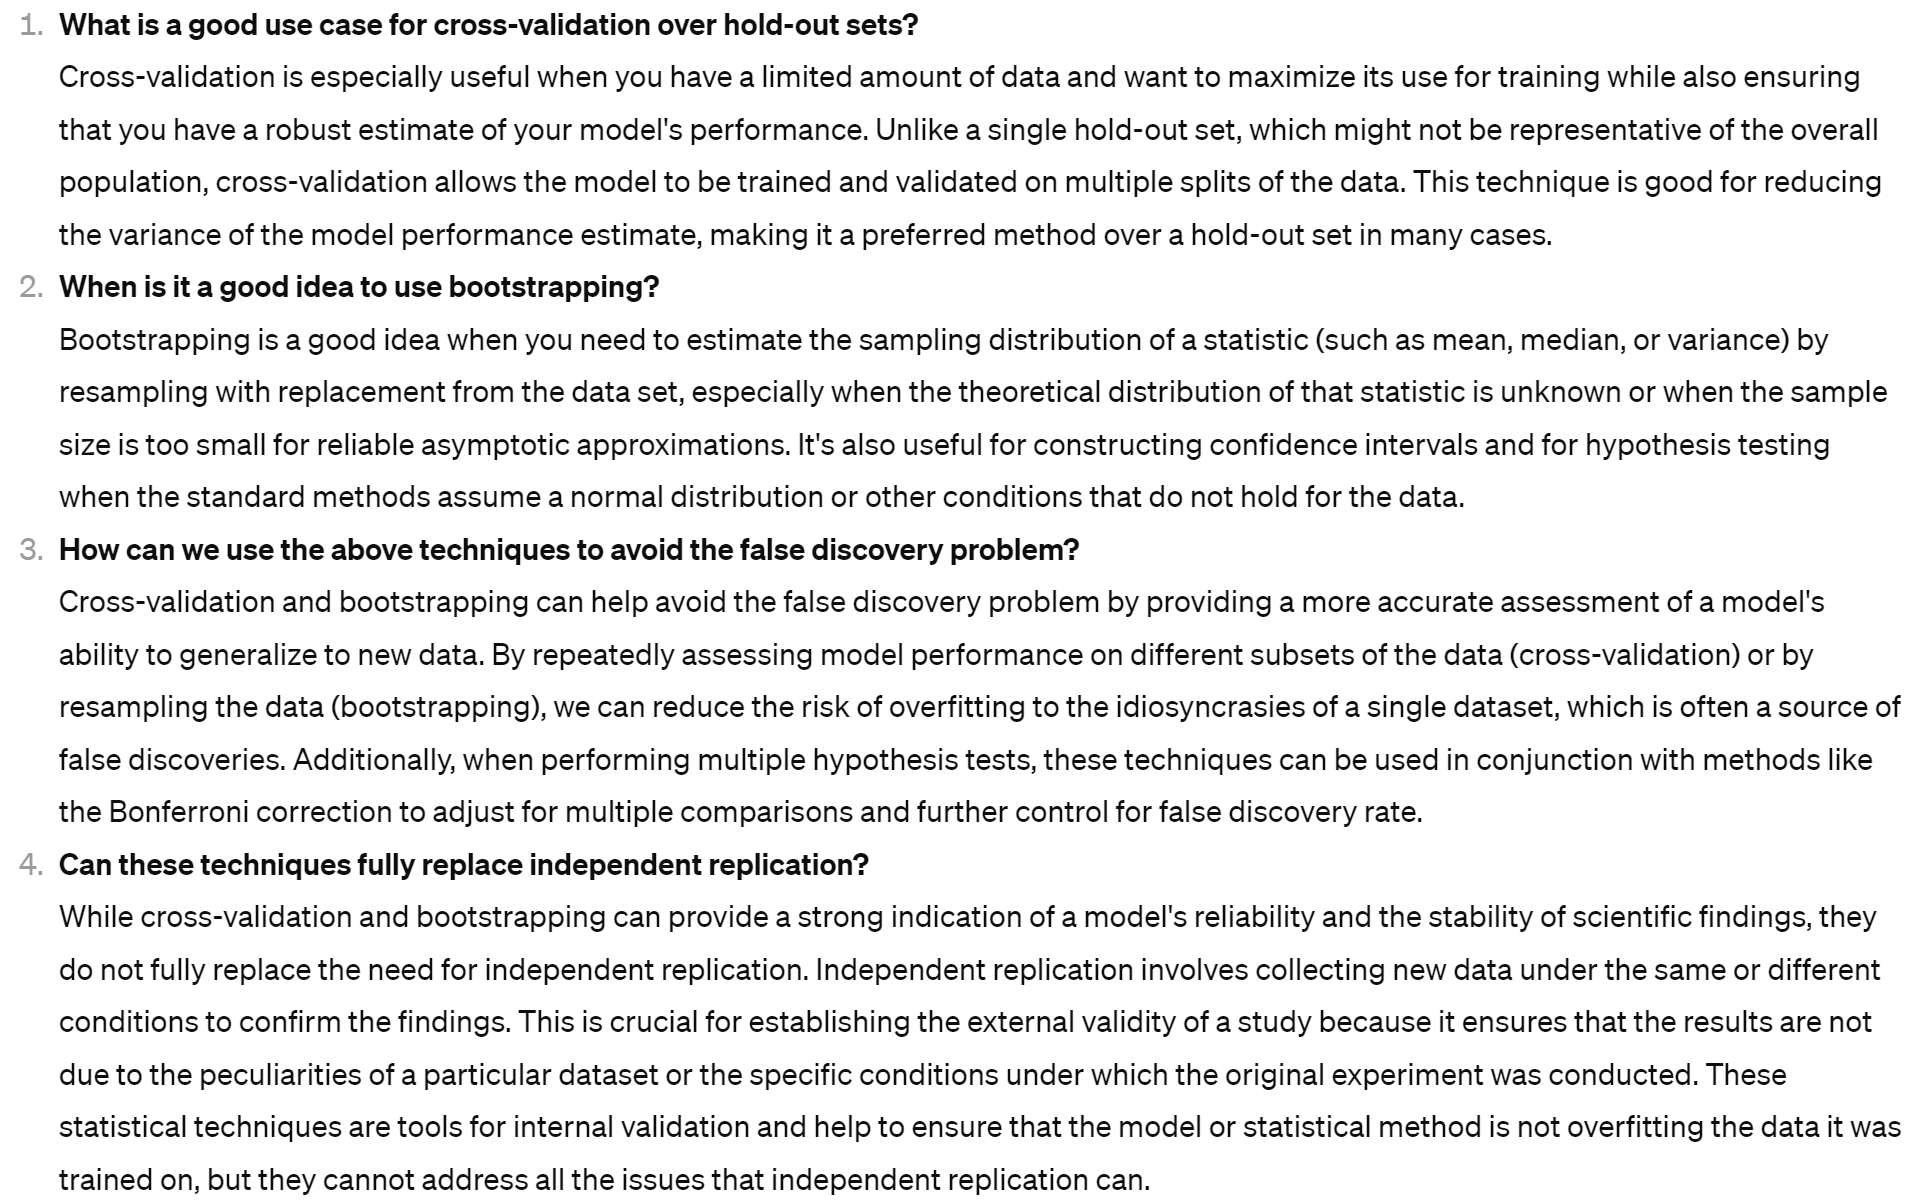 1. What is a good use case for cross-validation over hold-out sets?
Cross-validation is especially useful when you have a limited amount of data and want to maximize its use for training while also ensuring
that you have a robust estimate of your model's performance. Unlike a single hold-out set, which might not be representative of the overall
population, cross-validation allows the model to be trained and validated on multiple splits of the data. This technique is good for reducing
the variance of the model performance estimate, making it a preferred method over a hold-out set in many cases.
2. When is it a good idea to use bootstrapping?
Bootstrapping is a good idea when you need to estimate the sampling distribution of a statistic (such as mean, median, or variance) by
resampling with replacement from the data set, especially when the theoretical distribution of that statistic is unknown or when the sample
size is too small for reliable asymptotic approximations. It's also useful for constructing confidence intervals and for hypothesis testing
when the standard methods assume a normal distribution or other conditions that do not hold for the data.
3. How can we use the above techniques to avoid the false discovery problem?
Cross-validation and bootstrapping can help avoid the false discovery problem by providing a more accurate assessment of a model's
ability to generalize to new data. By repeatedly assessing model performance on different subsets of the data (cross-validation) or by
resampling the data (bootstrapping), we can reduce the risk of overfitting to the idiosyncrasies of a single dataset, which is often a source of
false discoveries. Additionally, when performing multiple hypothesis tests, these techniques can be used in conjunction with methods like
the Bonferroni correction to adjust for multiple comparisons and further control for false discovery rate.
4. Can these techniques fully replace independent replication?
While cross-validation and bootstrapping can provide a strong indication of a model's reliability and the stability of scientific findings, they
do not fully replace the need for independent replication. Independent replication involves collecting new data under the same or different
conditions to confirm the findings. This is crucial for establishing the external validity of a study because it ensures that the results are not
due to the peculiarities of a particular dataset or the specific conditions under which the original experiment was conducted. These
statistical techniques are tools for internal validation and help to ensure that the model or statistical method is not overfitting the data it was
trained on, but they cannot address all the issues that independent replication can.